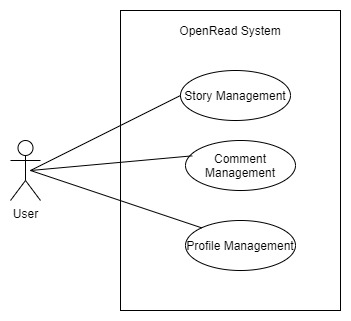 OpenRead System
Story Management
Comment
Management
User
Profile Management